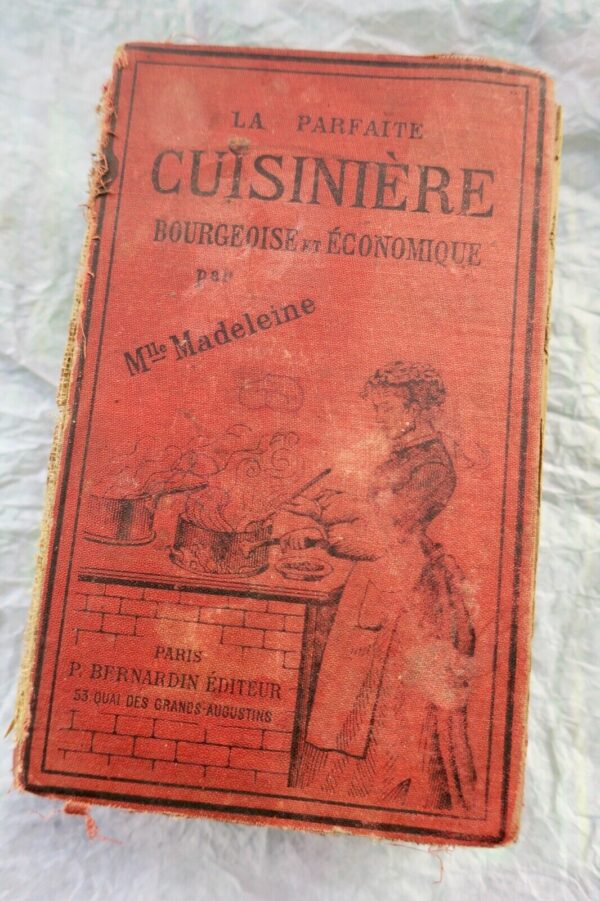 LA PARFAITE
CUISINIÈRE
BOURGEOISE ET ÉCONOMIQUE
par
Mlle Madeleine
PARIS
P. BERNARDIN ÉDITEUR
53 QUAI DES GRANDS-AUGUSTINS